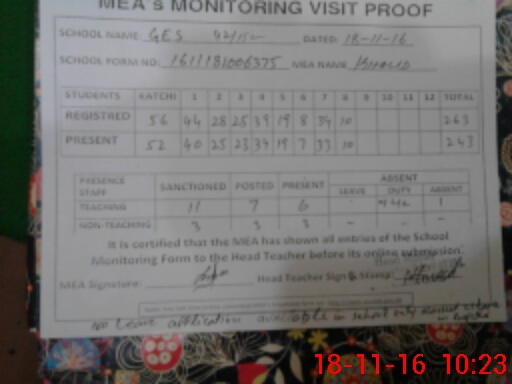 MEA's MONITORING VISIT PROOF
SCHOOL NAME: GES 42/15L DATED: 18-11-16
SCHOOL FORM NO: 1611181006375 MEA NAME KHALID
STUDENTS KATCHI 1 2 3 4 5 6 7 8 9 10 11 12 TOTAL
REGISTRED 56 44 28 25 39 19 8 34 10 263
PRESENT 52 40 25 23 34 19 7 33 10 243
PRESENCE STAFF SANCTIONED POSTED PRESENT ABSENT
LEAVE DUTY ABSENT
TEACHING 11 7 6 1
NON-TEACHING 3 3 3 - -
It is certified that the MEA has shown all entries of the School
Monitoring Form to the Head Teacher before its online submission.
MEA Signature: Head Teacher Sign & Stamp:
No Leave application available in school only
18-11-16 10:23